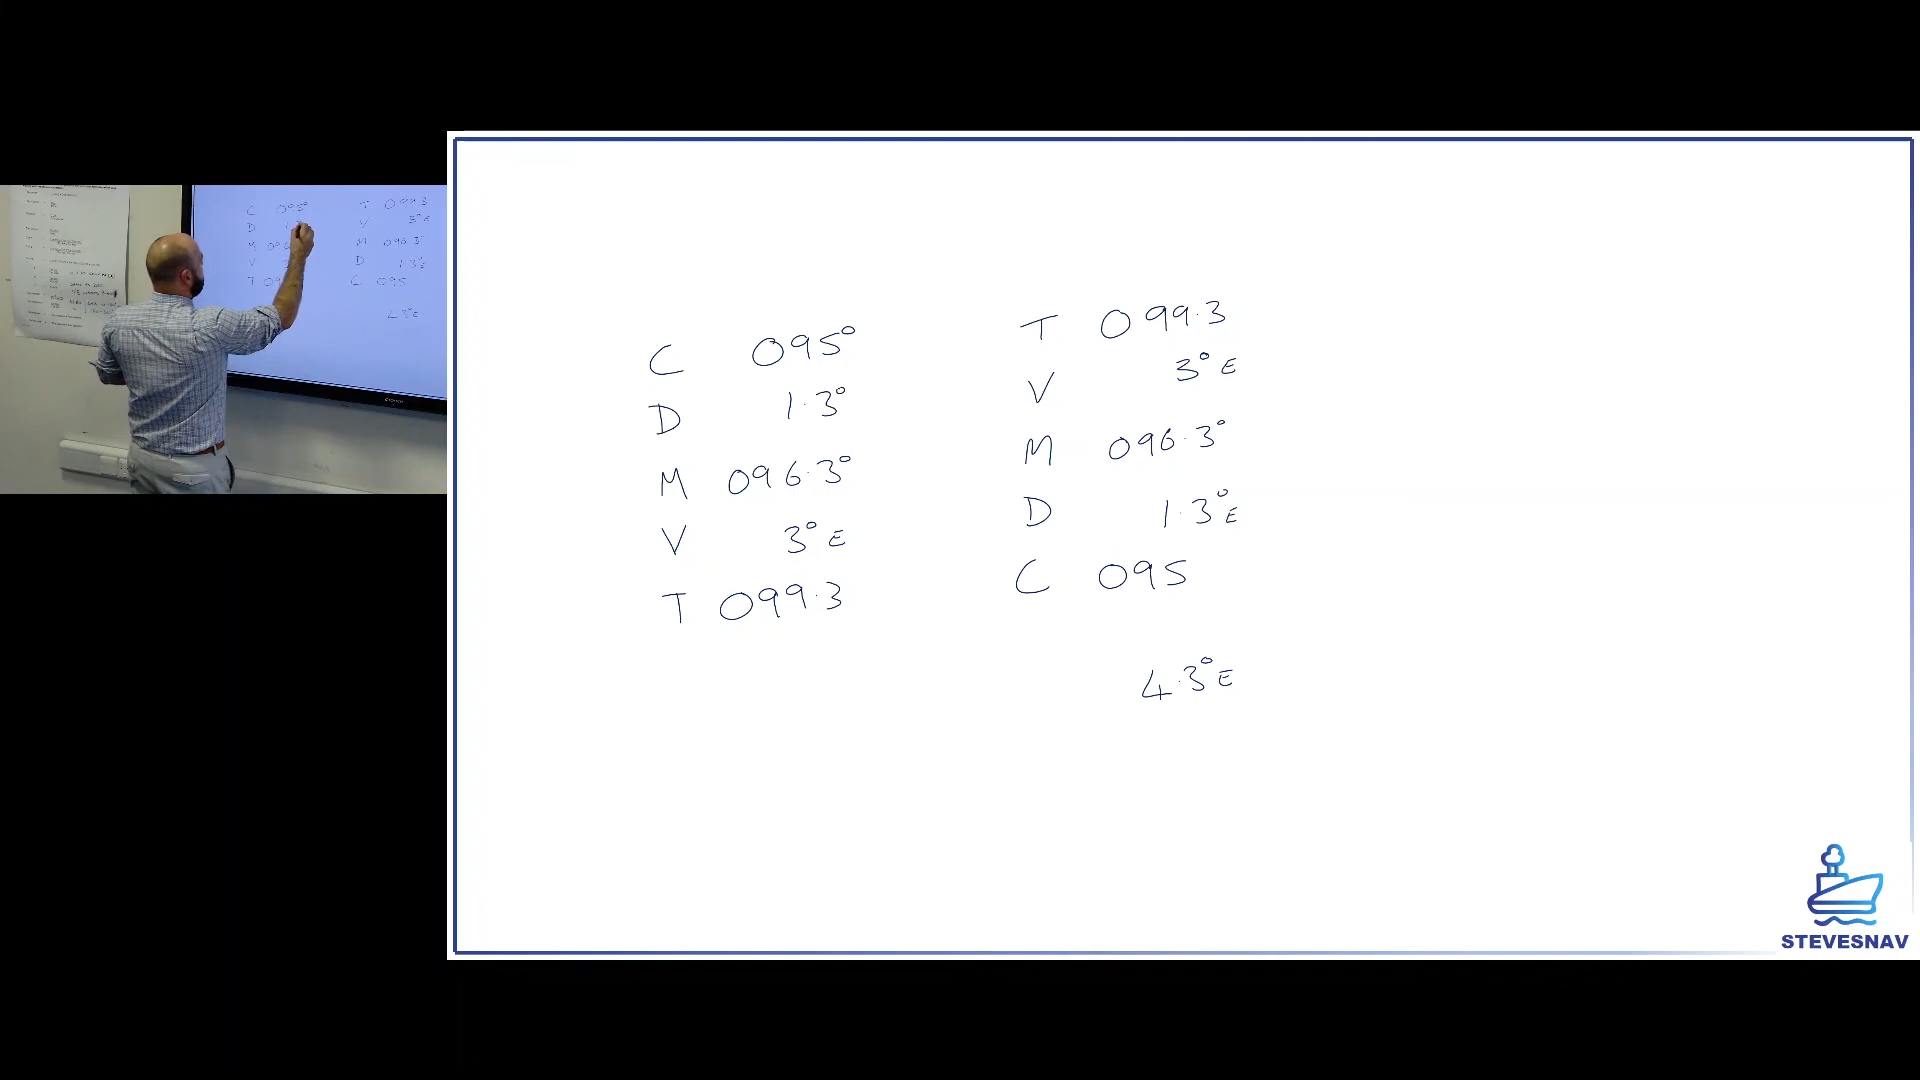 C 095°
D 1.3°
M 096.3°
V 3° E
T 099.3
T 099.3
V 3° E
M 096.3°
D 1.3° E
C 095
4.3° E
STEVESNAV